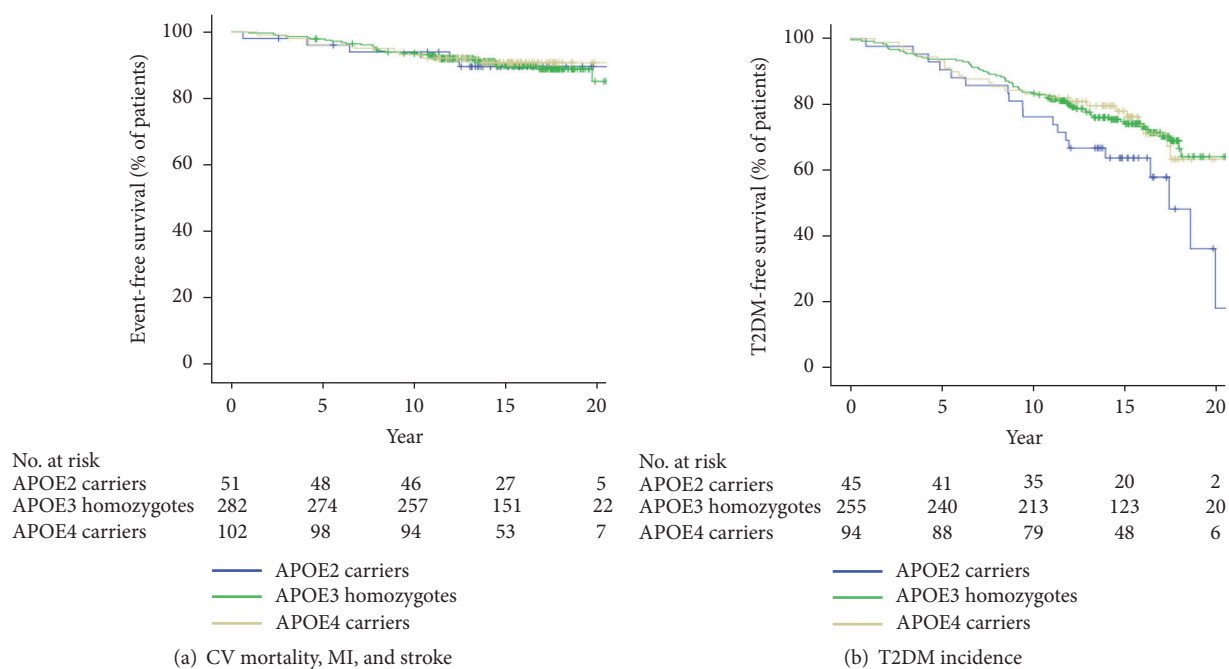 Event-free survival (% of patients)
100
80
60
40
20
0
0 5 10 15 20
Year
No. at risk
APOE2 carriers 51 48 46 27 5
APOE3 homozygotes 282 274 257 151 22
APOE4 carriers 102 98 94 53 7
APOE2 carriers
APOE3 homozygotes
APOE4 carriers
(a) CV mortality, MI, and stroke
T2DM-free survival (% of patients)
100
80
60
40
20
0
0 5 10 15 20
Year
No. at risk
APOE2 carriers 45 41 35 20 2
APOE3 homozygotes 255 240 213 123 20
APOE4 carriers 94 88 79 48 6
APOE2 carriers
APOE3 homozygotes
APOE4 carriers
(b) T2DM incidence